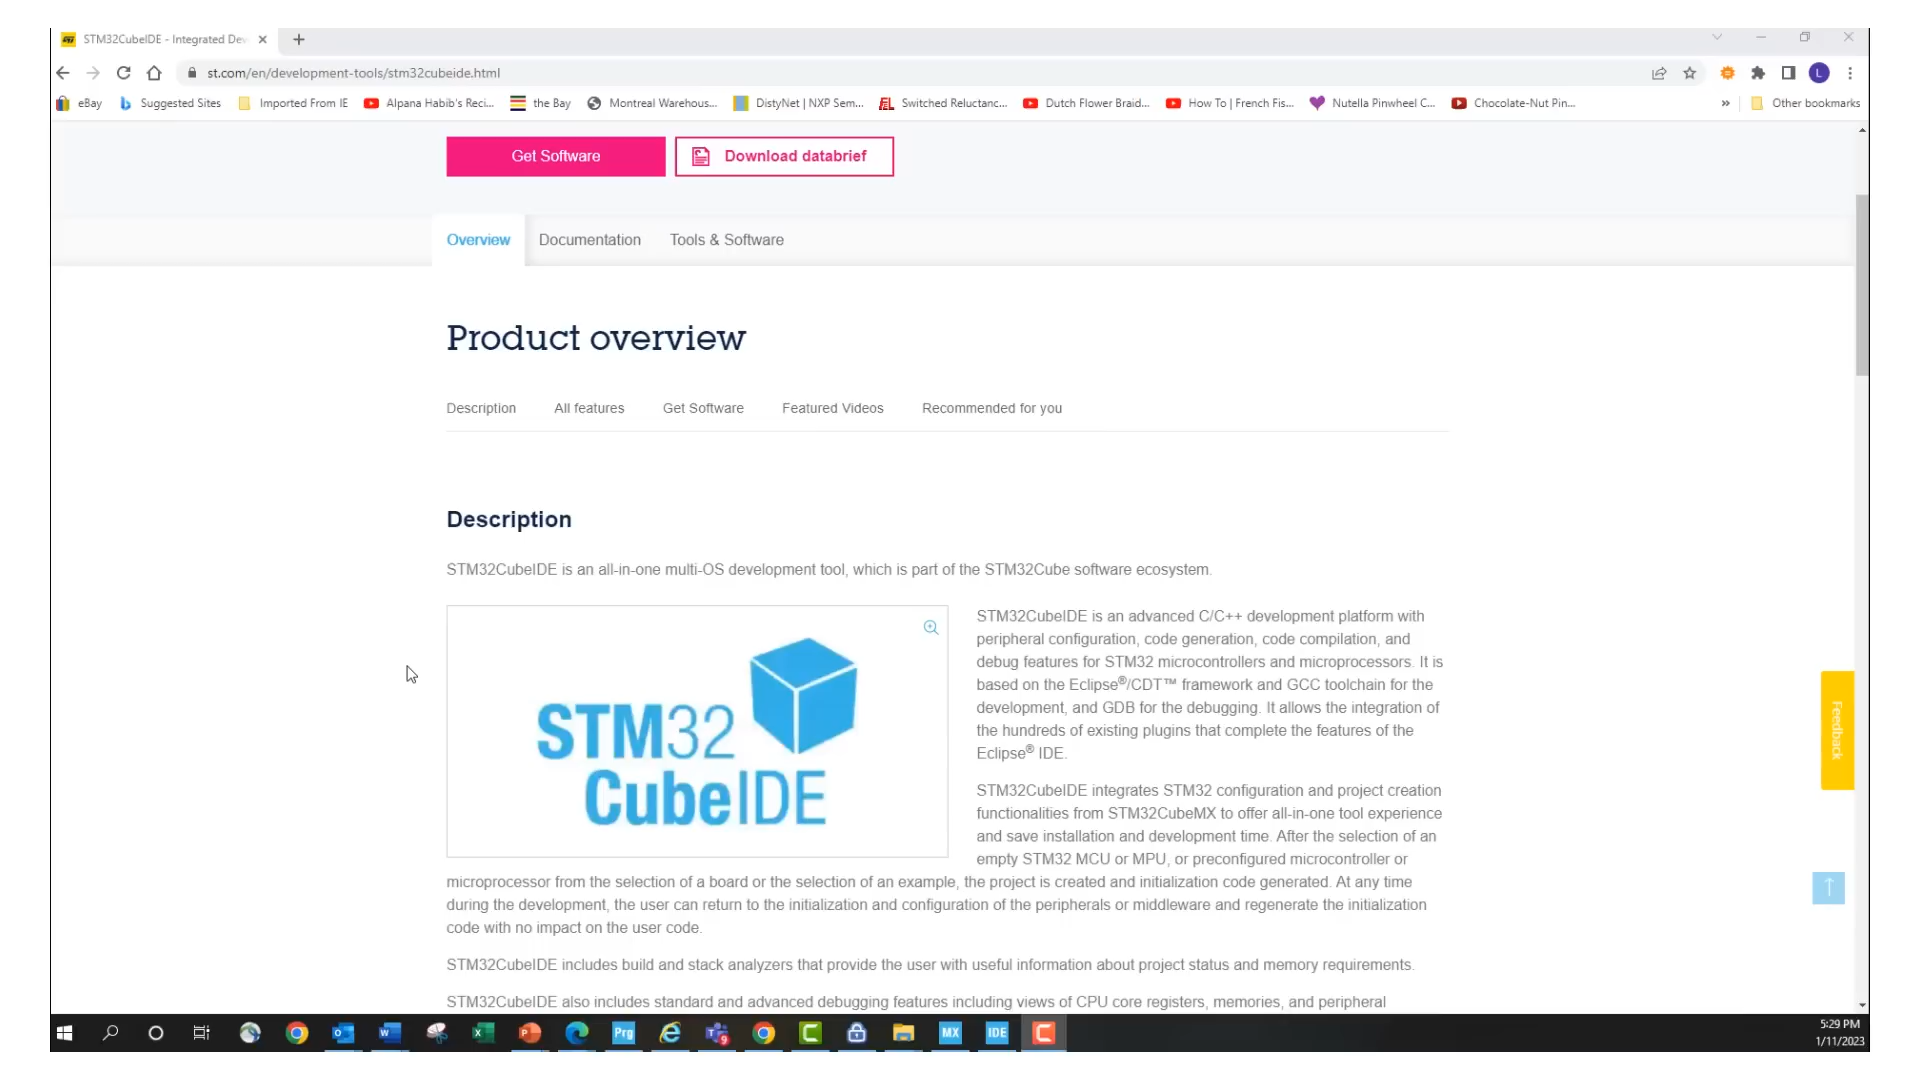 STM32CubeIDE - Integrated Dev
st.com/en/development-tools/stm32cubeide.html
L
eBay
Suggested Sites
Imported From IE
Alpana Habib's Reci...
the Bay
Montreal Warehous...
DistyNet | NXP Sem...
Switched Reluctanc...
Dutch Flower Braid...
How To | French Fis...
Nutella Pinwheel C...
Chocolate-Nut Pin...
»
Other bookmarks
Get Software
Download databrief
Overview
Documentation
Tools & Software
Product overview
Description
All features
Get Software
Featured Videos
Recommended for you
Description
STM32CubeIDE is an all-in-one multi-OS development tool, which is part of the STM32Cube software ecosystem.
STM32
CubeIDE
STM32CubeIDE is an advanced C/C++ development platform with
peripheral configuration, code generation, code compilation, and
debug features for STM32 microcontrollers and microprocessors. It is
based on the Eclipse®/CDT™ framework and GCC toolchain for the
development, and GDB for the debugging. It allows the integration of
the hundreds of existing plugins that complete the features of the
Eclipse® IDE.
STM32CubeIDE integrates STM32 configuration and project creation
functionalities from STM32CubeMX to offer all-in-one tool experience
and save installation and development time. After the selection of an
empty STM32 MCU or MPU, or preconfigured microcontroller or
microprocessor from the selection of a board or the selection of an example, the project is created and initialization code generated. At any time
during the development, the user can return to the initialization and configuration of the peripherals or middleware and regenerate the initialization
code with no impact on the user code.
STM32CubeIDE includes build and stack analyzers that provide the user with useful information about project status and memory requirements.
STM32CubeIDE also includes standard and advanced debugging features including views of CPU core registers, memories, and peripheral
Feedback
Prg
MX
IDE
5:29 PM
1/11/2023